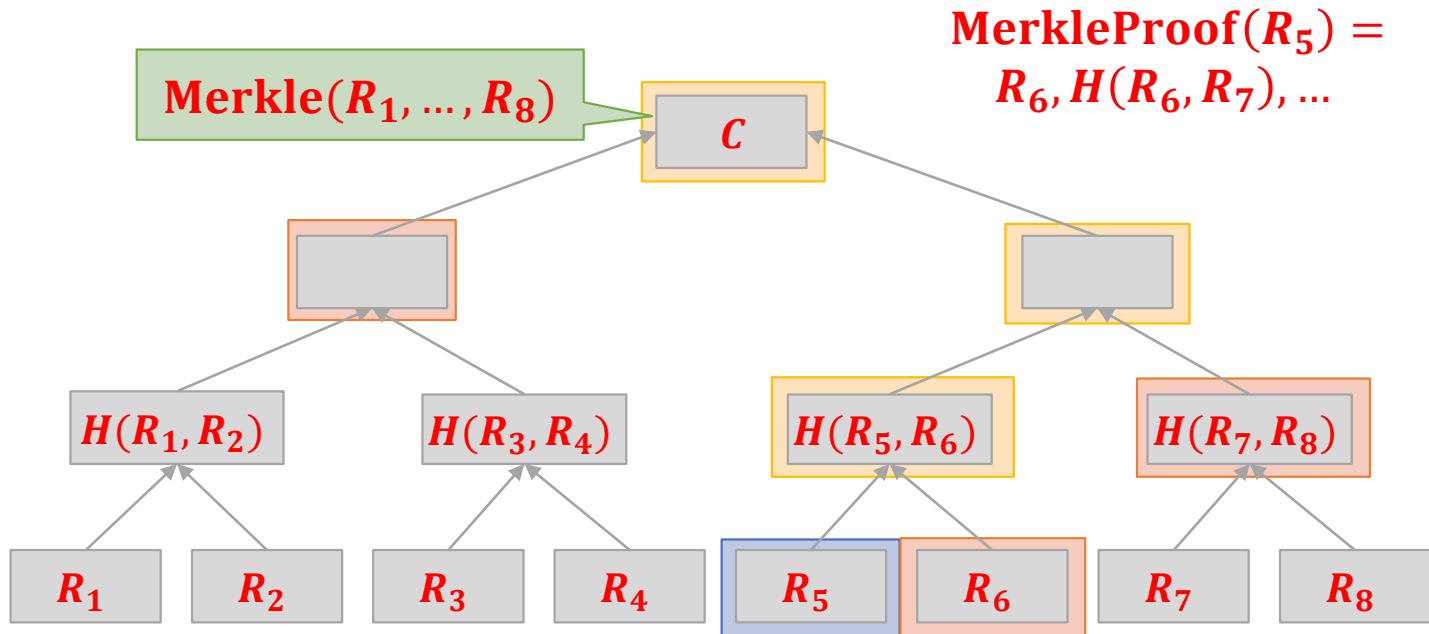 MerkleProof(R₅) =
R₆, H(R₆, R₇), …
Merkle(R₁, … , R₈)
C
H(R₁, R₂)
H(R₃, R₄)
H(R₅, R₆)
H(R₇, R₈)
R₁
R₂
R₃
R₄
R₅
R₆
R₇
R₈